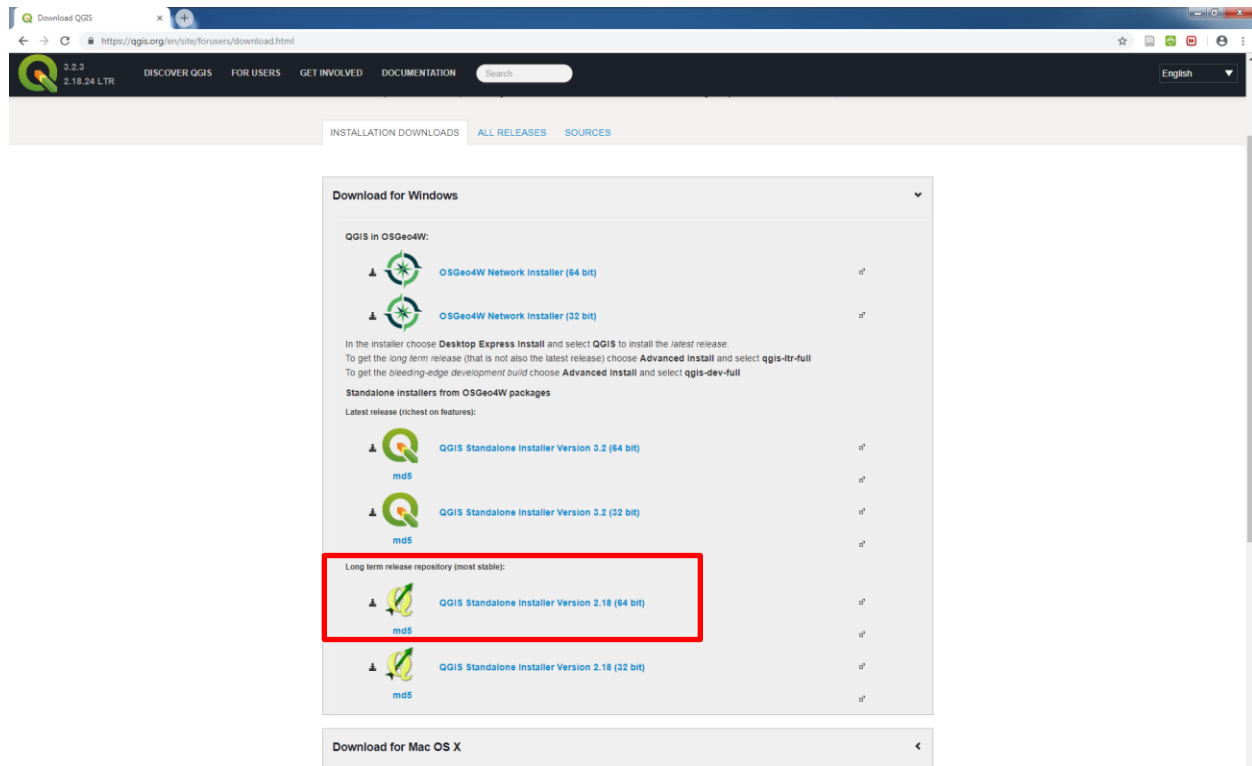 Download QGIS
https://qgis.org/en/site/forusers/download.html
3.2.3
2.18.24 LTR
DISCOVER QGIS FOR USERS GET INVOLVED DOCUMENTATION Search English
INSTALLATION DOWNLOADS ALL RELEASES SOURCES
Download for Windows
QGIS in OSGeo4W:
OSGeo4W Network Installer (64 bit)
OSGeo4W Network Installer (32 bit)
In the installer choose Desktop Express Install and select QGIS to install the latest release.
To get the long term release (that is not also the latest release) choose Advanced Install and select qgis-ltr-full
To get the bleeding-edge development build choose Advanced Install and select qgis-dev-full
Standalone installers from OSGeo4W packages
Latest release (richest on features):
QGIS Standalone Installer Version 3.2 (64 bit)
md5
QGIS Standalone Installer Version 3.2 (32 bit)
md5
Long term release repository (most stable):
QGIS Standalone Installer Version 2.18 (64 bit)
md5
QGIS Standalone Installer Version 2.18 (32 bit)
md5
Download for Mac OS X